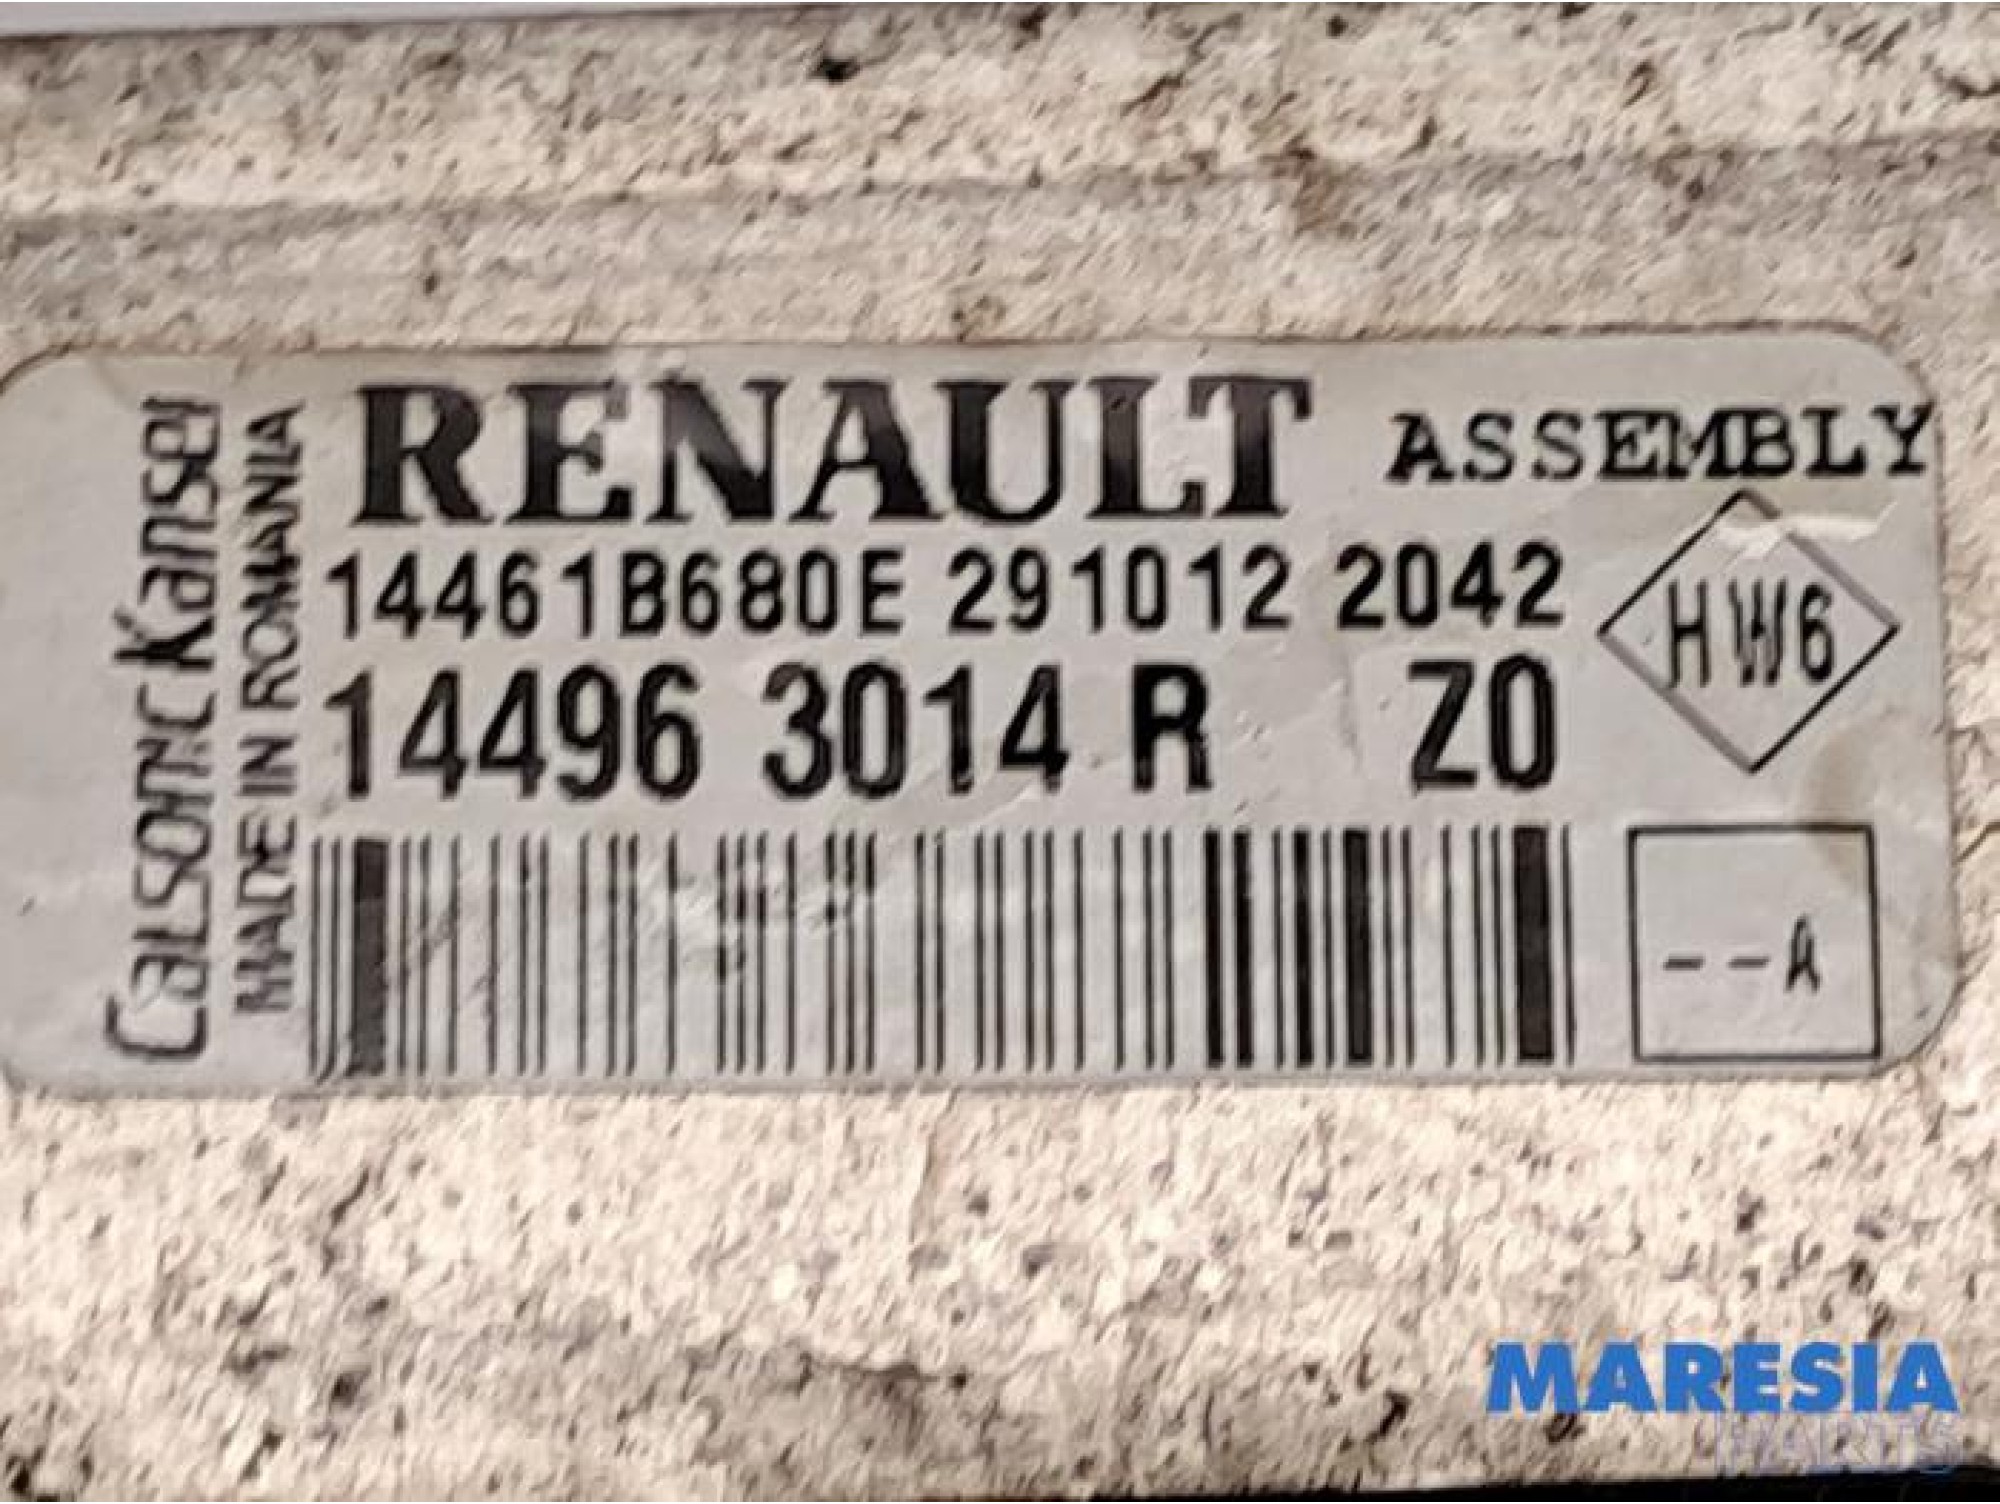 Calsonic Kansei
MADE IN ROMANIA
RENAULT ASSEMBLY
14461B680E 291012 2042
14496 3014 R Z0
HW6
--A
MARESIA
PARTS